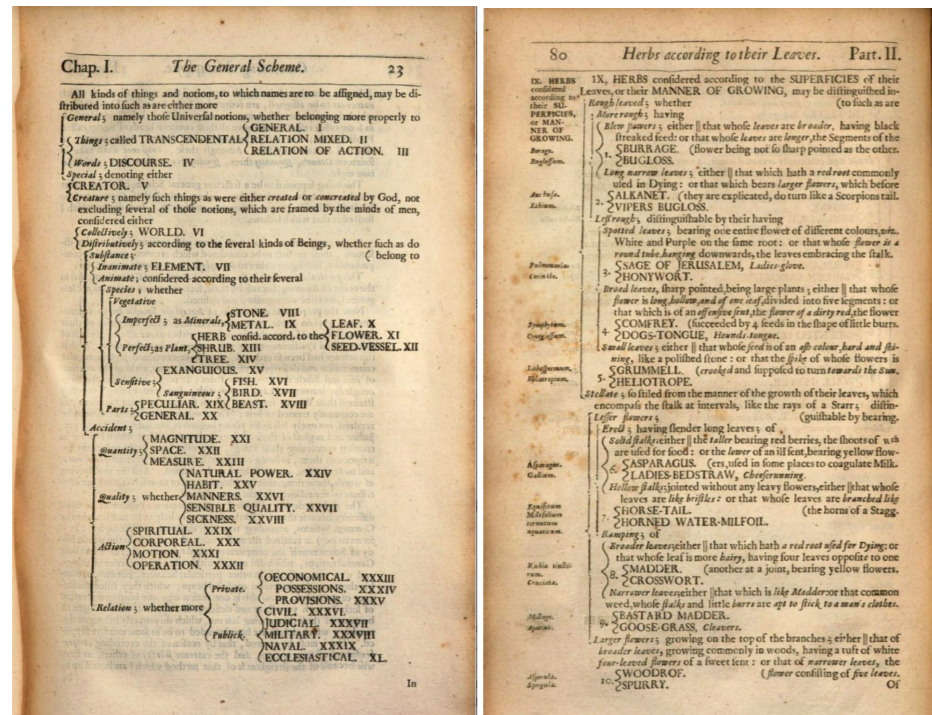 Chap. I. The General Scheme. 23
All kinds of things and notions, to which names are to be assigned, may be di-
stributed into such as are either more
General; namely those Universal notions, whether belonging more properly to
Things; called TRANSCENDENTAL
GENERAL. I
RELATION MIXED. II
RELATION OF ACTION. III
Words; DISCOURSE. IV
Special; denoting either
CREATOR. V
Creature; namely such things as were either created or concreated by God, not
excluding several of those notions, which are framed by the minds of men,
considered either
Collectively; WORLD. VI
Distributively; according to the several kinds of Beings, whether such as do
Substance; ( belong to
Inanimate; ELEMENT. VII
Animate; considered according to their several
Species; whether
Vegetative
Imperfect; as Minerals,
STONE. VIII
METAL. IX
Perfect; as Plant,
HERB consid. accord. to the
LEAF. X
FLOWER. XI
SEED-VESSEL. XII
SHRUB. XIII
TREE. XIV
Sensitive;
EXANGUIOUS. XV
Sanguineous;
FISH. XVI
BIRD. XVII
BEAST. XVIII
Parts;
PECULIAR. XIX
GENERAL. XX
Accident;
Quantity;
MAGNITUDE. XXI
SPACE. XXII
MEASURE. XXIII
Quality; whether
NATURAL POWER. XXIV
HABIT. XXV
MANNERS. XXVI
SENSIBLE QUALITY. XXVII
SICKNESS. XXVIII
Action
SPIRITUAL. XXIX
CORPOREAL. XXX
MOTION. XXXI
OPERATION. XXXII
Relation; whether more
Private.
OECONOMICAL. XXXIII
POSSESSIONS. XXXIV
PROVISIONS. XXXV
Publick.
CIVIL. XXXVI.
JUDICIAL. XXXVII
MILITARY. XXXVIII
NAVAL. XXXIX
ECCLESIASTICAL. XL.
In
80 Herbs according to their Leaves. Part. II.
IX. HERBS
considered
according to
their SU-
PERFICIES,
or MAN-
NER OF
GROWING.
IX, HERBS considered according to the SUPERFICIES of their
Leaves, or their MANNER OF GROWING, may be distinguished in-
Rough leaved; whether (to such as are
More rough; having
Blew flowers; either || that whose leaves are broader, having black
streaked seed: or that whose leaves are longer, the Segments of the
Borage. 1. BURRAGE. (flower being not so sharp pointed as the other.
Buglossum. BUGLOSS.
Long narrow leaves; either || that which hath a red root commonly
used in Dying: or that which bears larger flowers, which before
Anchusa. 2. ALKANET. (they are explicated, do turn like a Scorpions tail.
Echium. VIPERS BUGLOSS.
Less rough; distinguishable by their having
Spotted leaves; bearing one entire flower of different colours, viz.
White and Purple on the same root: or that whose flower is a
round tube, hanging downwards, the leaves embracing the stalk.
Pulmonaria. 3. SAGE OF JERUSALEM, Ladies-glove.
Cerinthe. HONYWORT.
Broad leaves, sharp pointed, being large plants; either || that whose
flower is long, hollow, and of one leaf, divided into five segments: or
that which is of an offensive sent, the flower of a dirty red, the flower
Symphytum. 4. COMFREY. (succeeded by 4 seeds in the shape of little burrs.
Cynoglossum. DOGS-TONGUE, Hounds-tongue.
Small leaves; either || that whose seed is of an ash colour, hard and shi-
ning, like a polished stone: or that the spike of whose flowers is
Lithospermum. 5. GRUMMELL. (crooked and supposed to turn towards the Sun.
Heliotropium. HELIOTROPE.
Stellate; so stiled from the manner of the growth of their leaves, which
encompass the stalk at intervals, like the rays of a Starr; distin-
Lesser flowers; (guishable by bearing.
Erect; having slender long leaves; of
Solid stalks; either || the taller bearing red berries, the shoots of wch
are used for food: or the lower of an ill sent, bearing yellow flow-
Asparagus. 6. ASPARAGUS. (ers, used in some places to coagulate Milk.
Gallium. LADIES-BEDSTRAW, Cheeserunning.
Hollow stalks; jointed without any leavy flowers, either || that whose
leaves are like bristles: or that whose leaves are branched like
Equisetum 7. HORSE-TAIL. (the horns of a Stagg.
Millefolium
cornutum
aquaticum.
HORNED WATER-MILFOIL.
Ramping; of
Broader leaves; either || that which hath a red root used for Dying: or
that whose leaf is more hairy, having four leaves opposite to one
Rubia tincto-
rum.
8. MADDER. (another at a joint, bearing yellow flowers.
Cruciata. CROSSWORT.
Narrower leaves; either || that which is like Madder: or that common
weed, whose stalks and little burrs are apt to stick to a man's clothes.
Mollugo. 9. BASTARD MADDER.
Aparine. GOOSE-GRASS, Cleavers.
Larger flowers; growing on the top of the branches; either || that of
broader leaves, growing commonly in woods, having a tuft of white
four-leaved flowers of a sweet sent: or that of narrower leaves, the
Asperula. 10. WOODROF. (flower consisting of five leaves.
Spergula. SPURRY. Of